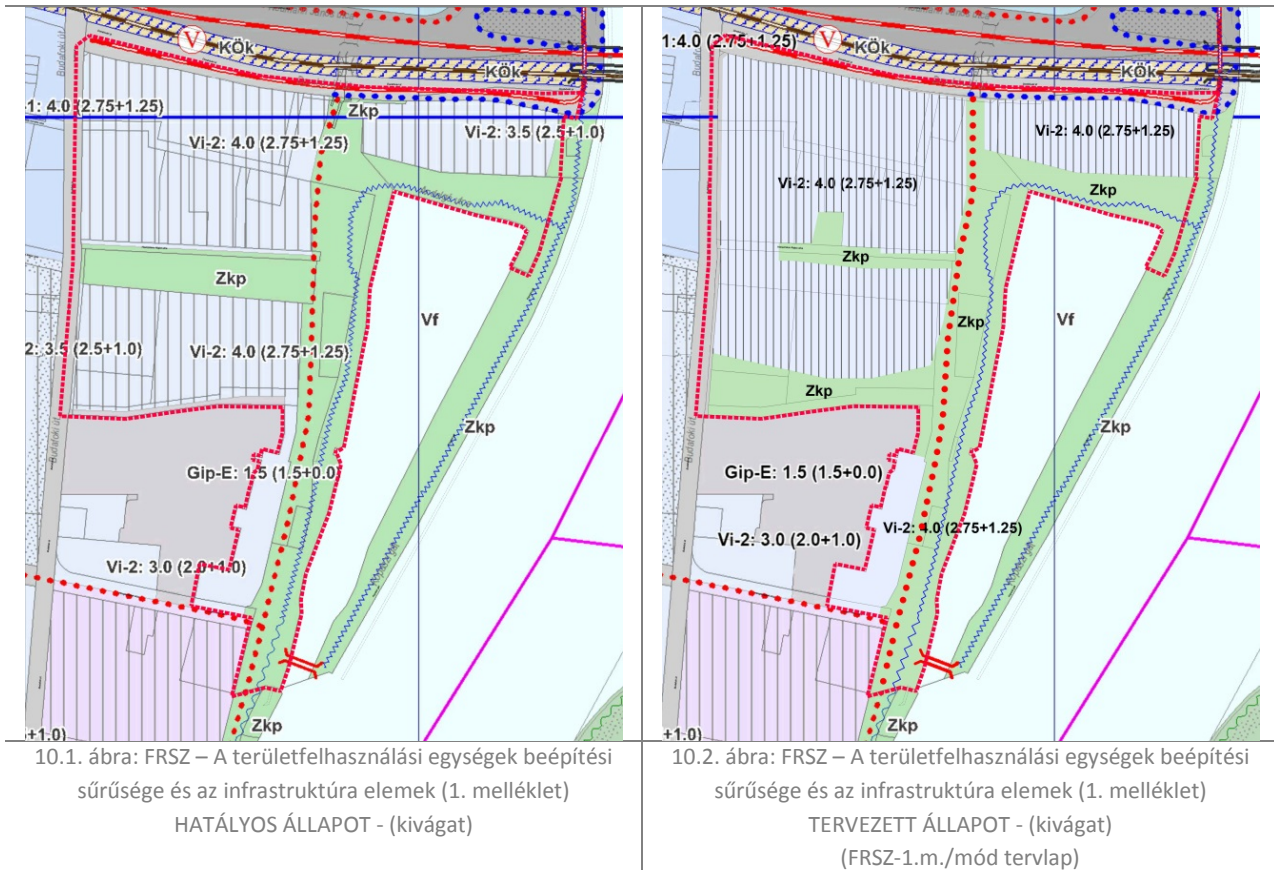 V
KÖk
KÖk
Budafoki út
-1: 4.0 (2.75+1.25)
Zkp
Vi-2: 3.5 (2.5+1.0)
Vi-2: 4.0 (2.75+1.25)
Zkp
Vf
2: 3.5 (2.5+1.0)
Vi-2: 4.0 (2.75+1.25)
Zkp
Budafoki út
Gip-E: 1.5 (1.5+0.0)
Vi-2: 3.0 (2.0+1.0)
Zkp
+1.0)
10.1. ábra: FRSZ – A területfelhasználási egységek beépítési
sűrűsége és az infrastruktúra elemek (1. melléklet)
HATÁLYOS ÁLLAPOT - (kivágat)
1:4.0 (2.75+1.25)
V
KÖk
KÖk
Vi-2: 4.0 (2.75+1.25)
Vi-2: 4.0 (2.75+1.25)
Zkp
Zkp
Zkp
Vf
Zkp
Zkp
Budafoki út
Gip-E: 1.5 (1.5+0.0)
Vi-2: 4.0 (2.75+1.25)
Vi-2: 3.0 (2.0+1.0)
Zkp
+1.0)
10.2. ábra: FRSZ – A területfelhasználási egységek beépítési
sűrűsége és az infrastruktúra elemek (1. melléklet)
TERVEZETT ÁLLAPOT - (kivágat)
(FRSZ-1.m./mód tervlap)